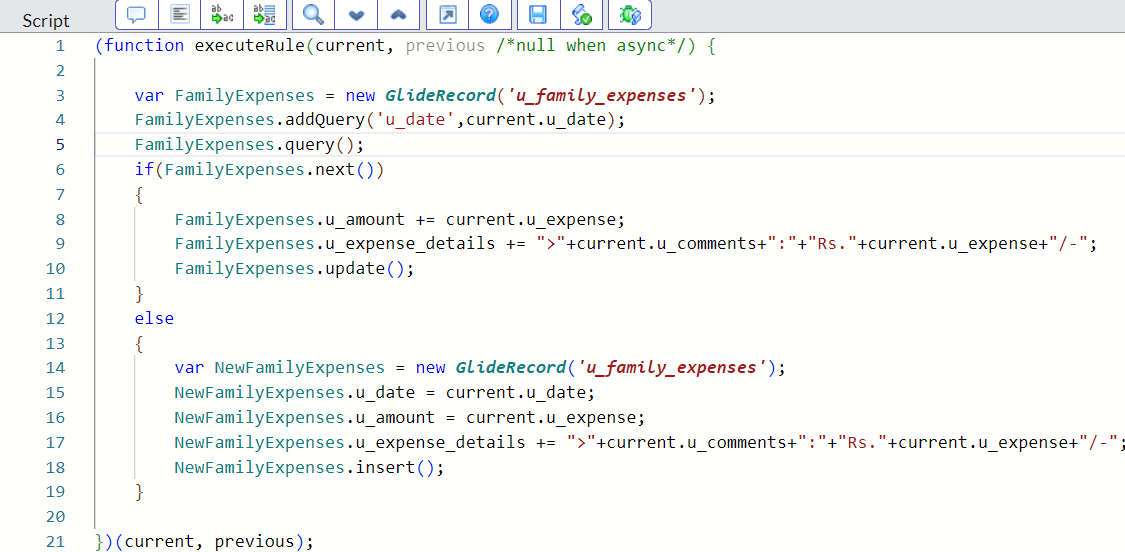 Script
1 (function executeRule(current, previous /*null when async*/) {
2
3 var FamilyExpenses = new GlideRecord('u_family_expenses');
4 FamilyExpenses.addQuery('u_date',current.u_date);
5 FamilyExpenses.query();
6 if(FamilyExpenses.next())
7 {
8 FamilyExpenses.u_amount += current.u_expense;
9 FamilyExpenses.u_expense_details += ">"+current.u_comments+":"+"Rs."+current.u_expense+"/-";
10 FamilyExpenses.update();
11 }
12 else
13 {
14 var NewFamilyExpenses = new GlideRecord('u_family_expenses');
15 NewFamilyExpenses.u_date = current.u_date;
16 NewFamilyExpenses.u_amount = current.u_expense;
17 NewFamilyExpenses.u_expense_details += ">"+current.u_comments+":"+"Rs."+current.u_expense+"/-";
18 NewFamilyExpenses.insert();
19 }
20
21 })(current, previous);